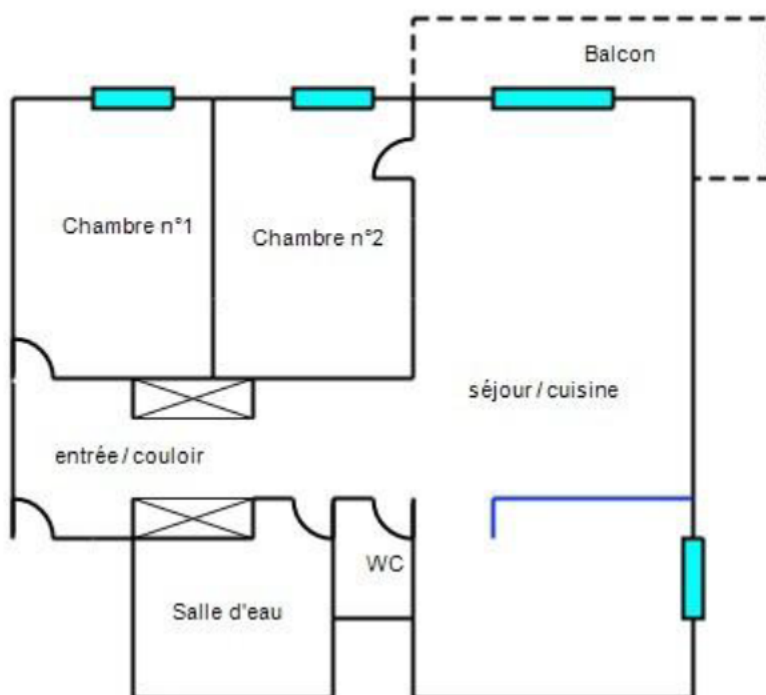 Balcon
Chambre n°1
Chambre n°2
séjour / cuisine
entrée / couloir
WC
Salle d'eau